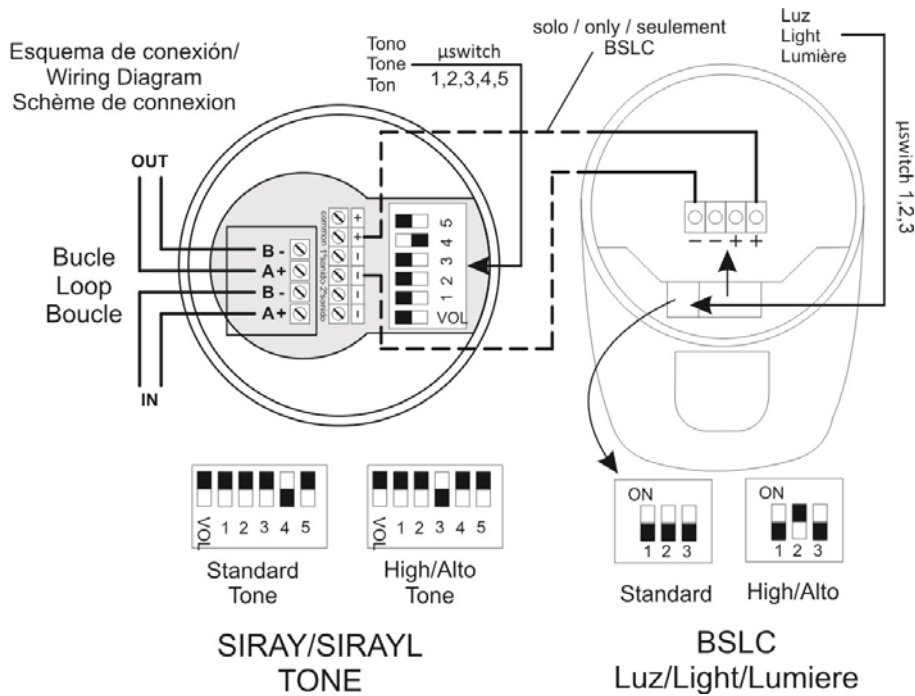 Esquema de conexión/
Wiring Diagram
Schème de connexion
Tono
Tone
Ton
µswitch
1,2,3,4,5
solo / only / seulement
BSLC
Luz
Light
Lumière
µswitch 1,2,3
OUT
Bucle
Loop
Boucle
IN
B -
A+
B -
A+
common 1ºsonido 2ºsonido
+
+
-
-
-
-
5
4
3
2
1
VOL
- - + +
VOL 1 2 3 4 5
Standard
Tone
VOL 1 2 3 4 5
High/Alto
Tone
ON
1 2 3
Standard
ON
1 2 3
High/Alto
SIRAY/SIRAYL
TONE
BSLC
Luz/Light/Lumiere